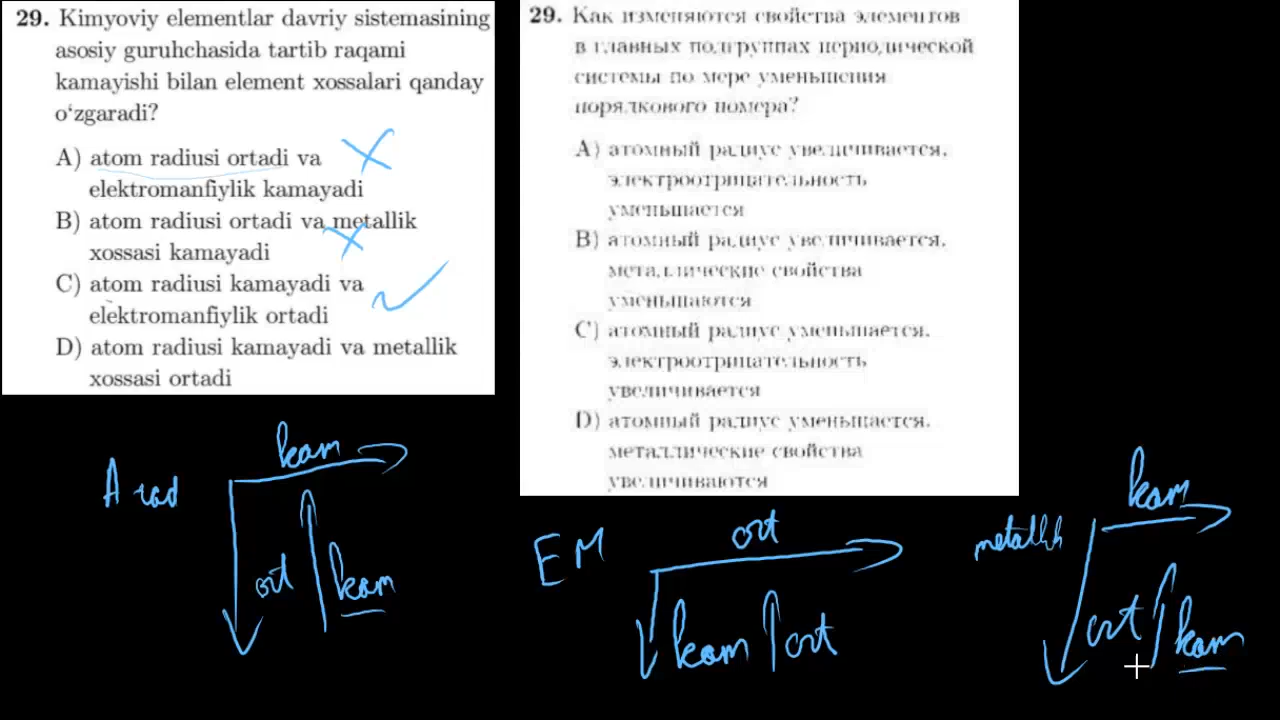 29. Kimyoviy elementlar davriy sistemasining
asosiy guruhchasida tartib raqami
kamayishi bilan element xossalari qanday
o‘zgaradi?
A) atom radiusi ortadi va
elektromanfiylik kamayadi
B) atom radiusi ortadi va metallik
xossasi kamayadi
C) atom radiusi kamayadi va
elektromanfiylik ortadi
D) atom radiusi kamayadi va metallik
xossasi ortadi
29. Как изменяются свойства элементов
в главных подгруппах периодической
системы по мере уменьшения
порядкового номера?
A) атомный радиус увеличивается,
электроотрицательность
уменьшается
B) атомный радиус увеличивается,
металлические свойства
уменьшаются
C) атомный радиус уменьшается,
электроотрицательность
увеличивается
D) атомный радиус уменьшается,
металлические свойства
увеличиваются
A rad
kam
ort
kam
EM
ort
kam
ort
metallik
kam
ort
kam